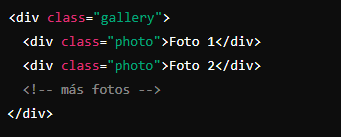 <div class="gallery">
  <div class="photo">Foto 1</div>
  <div class="photo">Foto 2</div>
  <!-- más fotos -->
</div>